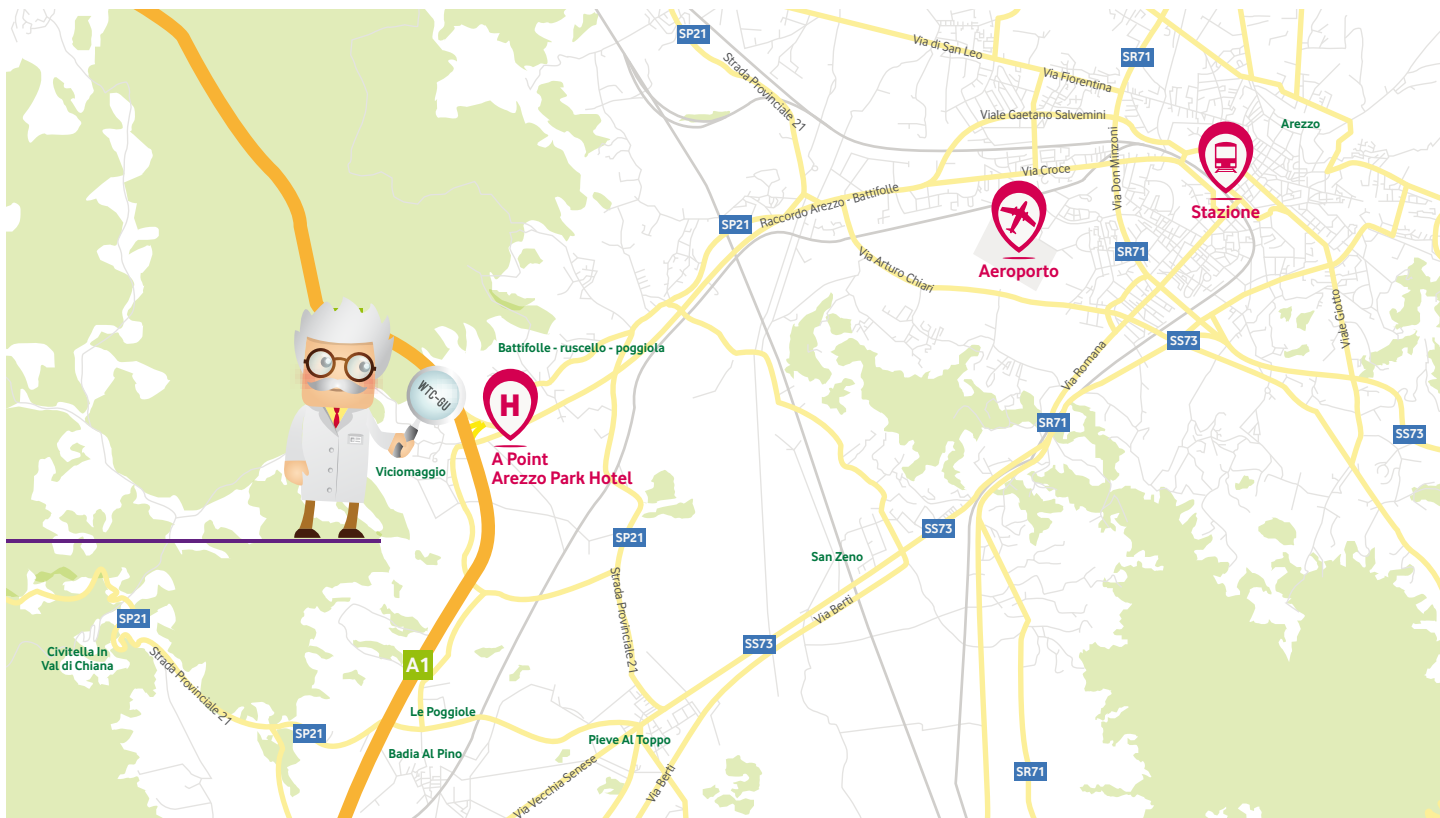 SP21
Via di San Leo
SR71
Strada Provinciale 21
Via Fiorentina
Viale Gaetano Salvemini
Arezzo
Via Don Minzoni
Via Croce
Raccordo Arezzo - Battifolle
SP21
Stazione
Via Arturo Chiari
Aeroporto
SR71
Viale Giotto
SS73
Battifolle - ruscello - poggiola
Via Romana
WTC-GU
H
SR71
SS73
A Point
Arezzo Park Hotel
Viciomaggio
SS73
SP21
San Zeno
Strada Provinciale 21
Via Berti
SP21
SS73
Civitella In
Val di Chiana
Strada Provinciale 21
A1
Le Poggiole
SP21
Pieve Al Toppo
Badia Al Pino
Via Vecchia Senese
Via Berti
SR71